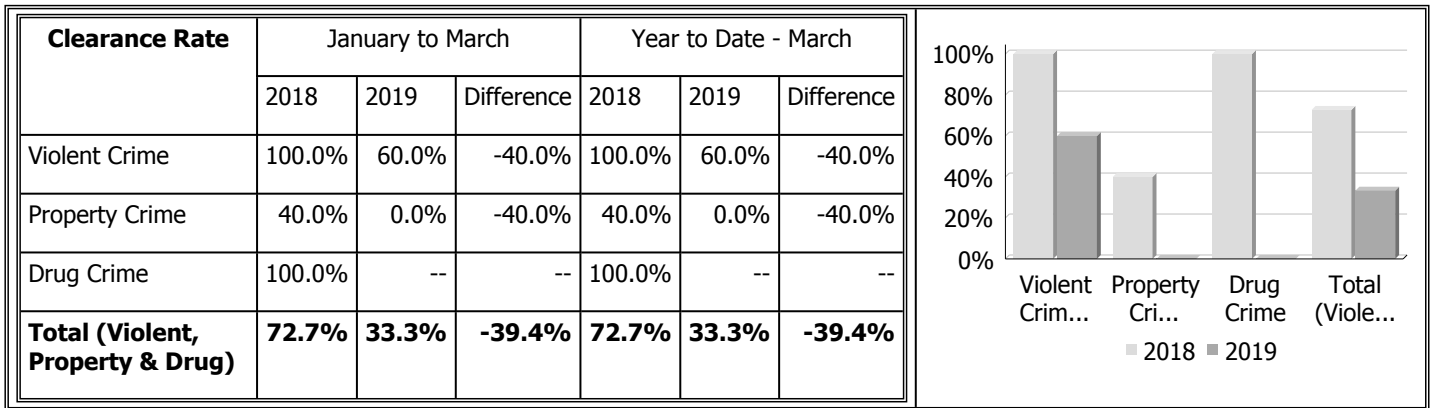 Clearance Rate January to March Year to Date - March
2018 2019 Difference 2018 2019 Difference
Violent Crime 100.0% 60.0% -40.0% 100.0% 60.0% -40.0%
Property Crime 40.0% 0.0% -40.0% 40.0% 0.0% -40.0%
Drug Crime 100.0% -- -- 100.0% -- --
Total (Violent, 72.7% 33.3% -39.4% 72.7% 33.3% -39.4%
Property & Drug)
100%
80%
60%
40%
20%
0%
Violent Property Drug Total
Crim... Cri... Crime (Viole...
2018 2019